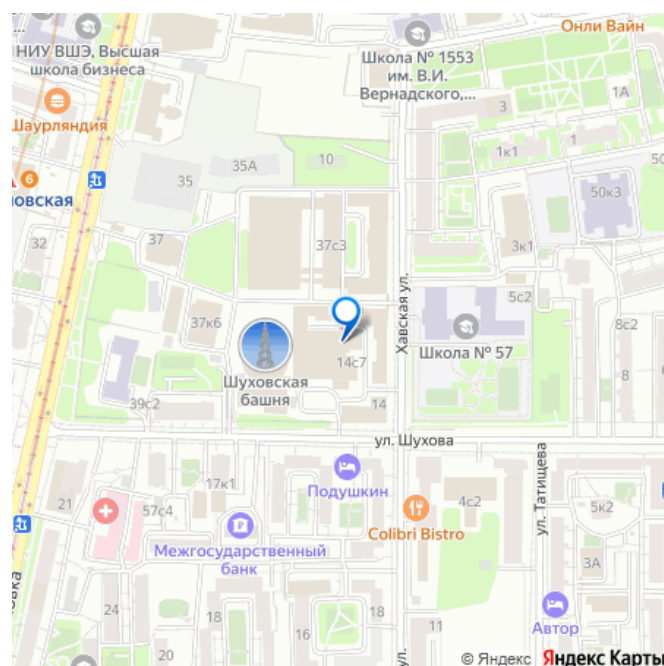 НИУ ВШЭ, Высшая
школа бизнеса
Онли Вайн
Школа № 1553
им. В.И.
Вернадского,...
3
1А
Шаурляндия
35А
10
1к1
35
6
50к3
новская
32
37
37с3
3к1
Хавская ул.
5с2
37к6
8с2
Школа № 57
14с7
8
Шуховская
башня
39с2
14
ул. Шухова
17к1
Подушкин
21
57с4
4с2
ул. Татищева
5к2
Colibri Bistro
Межгосударственный
банк
3А
24
18
18
16
11
20
Автор
овка
ул.
© Яндекс Яндекс Карты